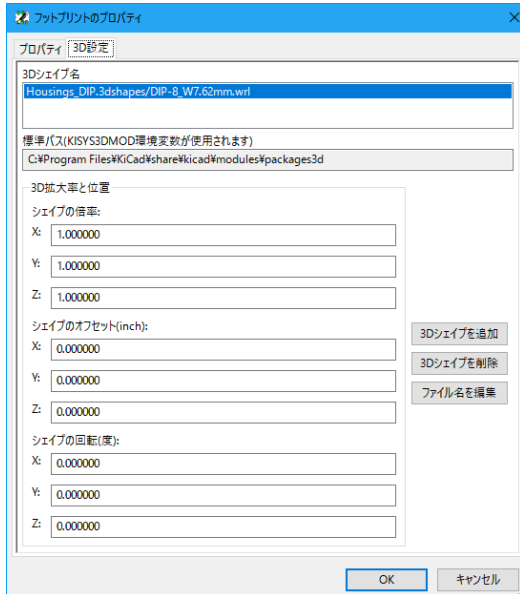 フットプリントのプロパティ
プロパティ 3D設定
3Dシェイプ名
Housings_DIP.3dshapes/DIP-8_W7.62mm.wrl
標準パス(KISYS3DMOD環境変数が使用されます)
C:¥Program Files¥KiCad¥share¥kicad¥modules¥packages3d
3D拡大率と位置
シェイプの倍率:
X: 1.000000
Y: 1.000000
Z: 1.000000
シェイプのオフセット(inch):
X: 0.000000
3Dシェイプを追加
Y: 0.000000
3Dシェイプを削除
ファイル名を編集
Z: 0.000000
シェイプの回転(度):
X: 0.000000
Y: 0.000000
Z: 0.000000
OK キャンセル